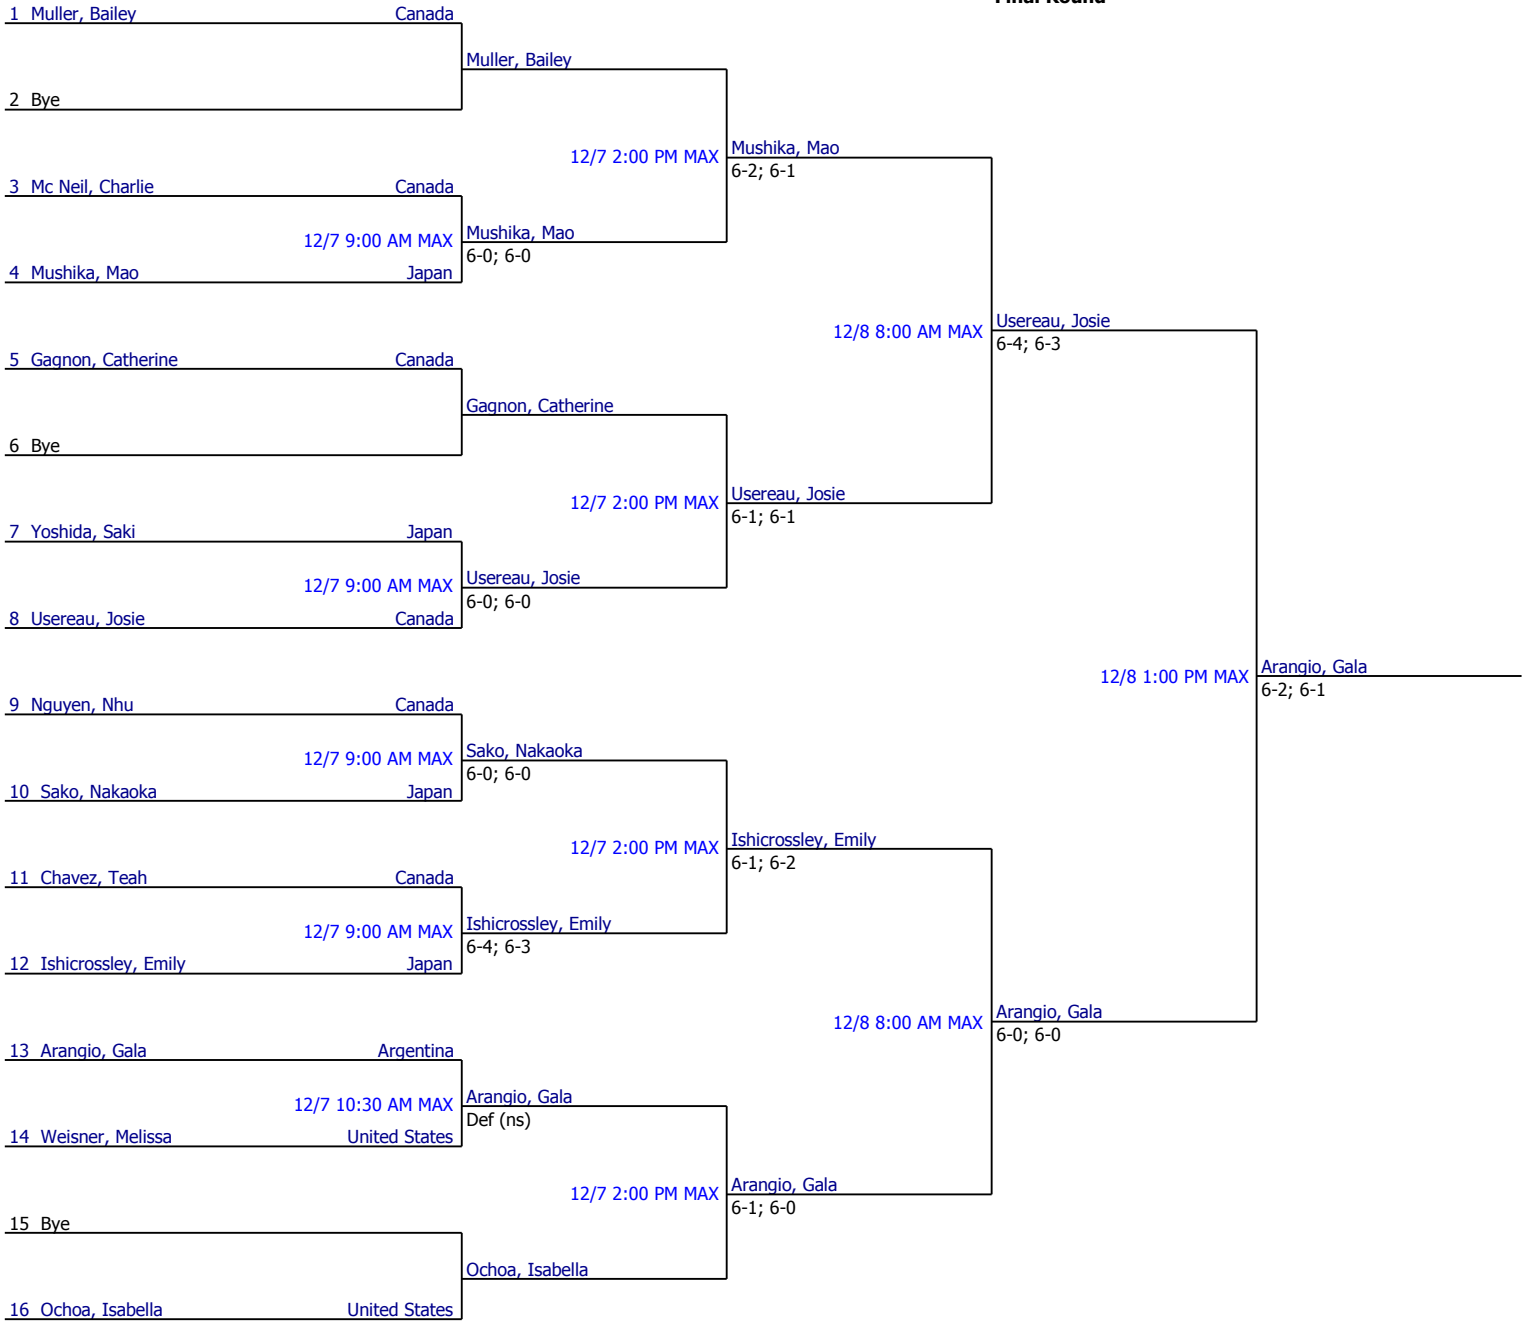 Final Round
1 Muller, Bailey Canada
Muller, Bailey
2 Bye
12/7 2:00 PM MAX Mushika, Mao
6-2; 6-1
3 Mc Neil, Charlie Canada
12/7 9:00 AM MAX Mushika, Mao
6-0; 6-0
4 Mushika, Mao Japan
12/8 8:00 AM MAX Usereau, Josie
6-4; 6-3
5 Gagnon, Catherine Canada
Gagnon, Catherine
6 Bye
12/7 2:00 PM MAX Usereau, Josie
6-1; 6-1
7 Yoshida, Saki Japan
12/7 9:00 AM MAX Usereau, Josie
6-0; 6-0
8 Usereau, Josie Canada
12/8 1:00 PM MAX Arangio, Gala
6-2; 6-1
9 Nguyen, Nhu Canada
12/7 9:00 AM MAX Sako, Nakaoka
6-0; 6-0
10 Sako, Nakaoka Japan
12/7 2:00 PM MAX Ishicrossley, Emily
6-1; 6-2
11 Chavez, Teah Canada
12/7 9:00 AM MAX Ishicrossley, Emily
6-4; 6-3
12 Ishicrossley, Emily Japan
12/8 8:00 AM MAX Arangio, Gala
6-0; 6-0
13 Arangio, Gala Argentina
12/7 10:30 AM MAX Arangio, Gala
Def (ns)
14 Weisner, Melissa United States
12/7 2:00 PM MAX Arangio, Gala
6-1; 6-0
15 Bye
Ochoa, Isabella
16 Ochoa, Isabella United States